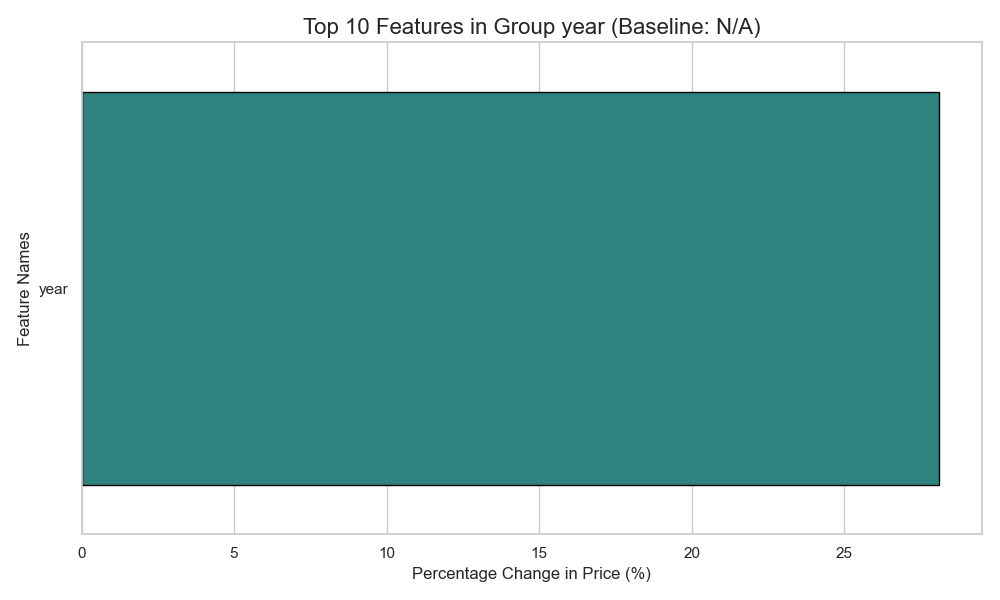 Top 10 Features in Group year (Baseline: N/A)
Feature Names
year
0 5 10 15 20 25
Percentage Change in Price (%)